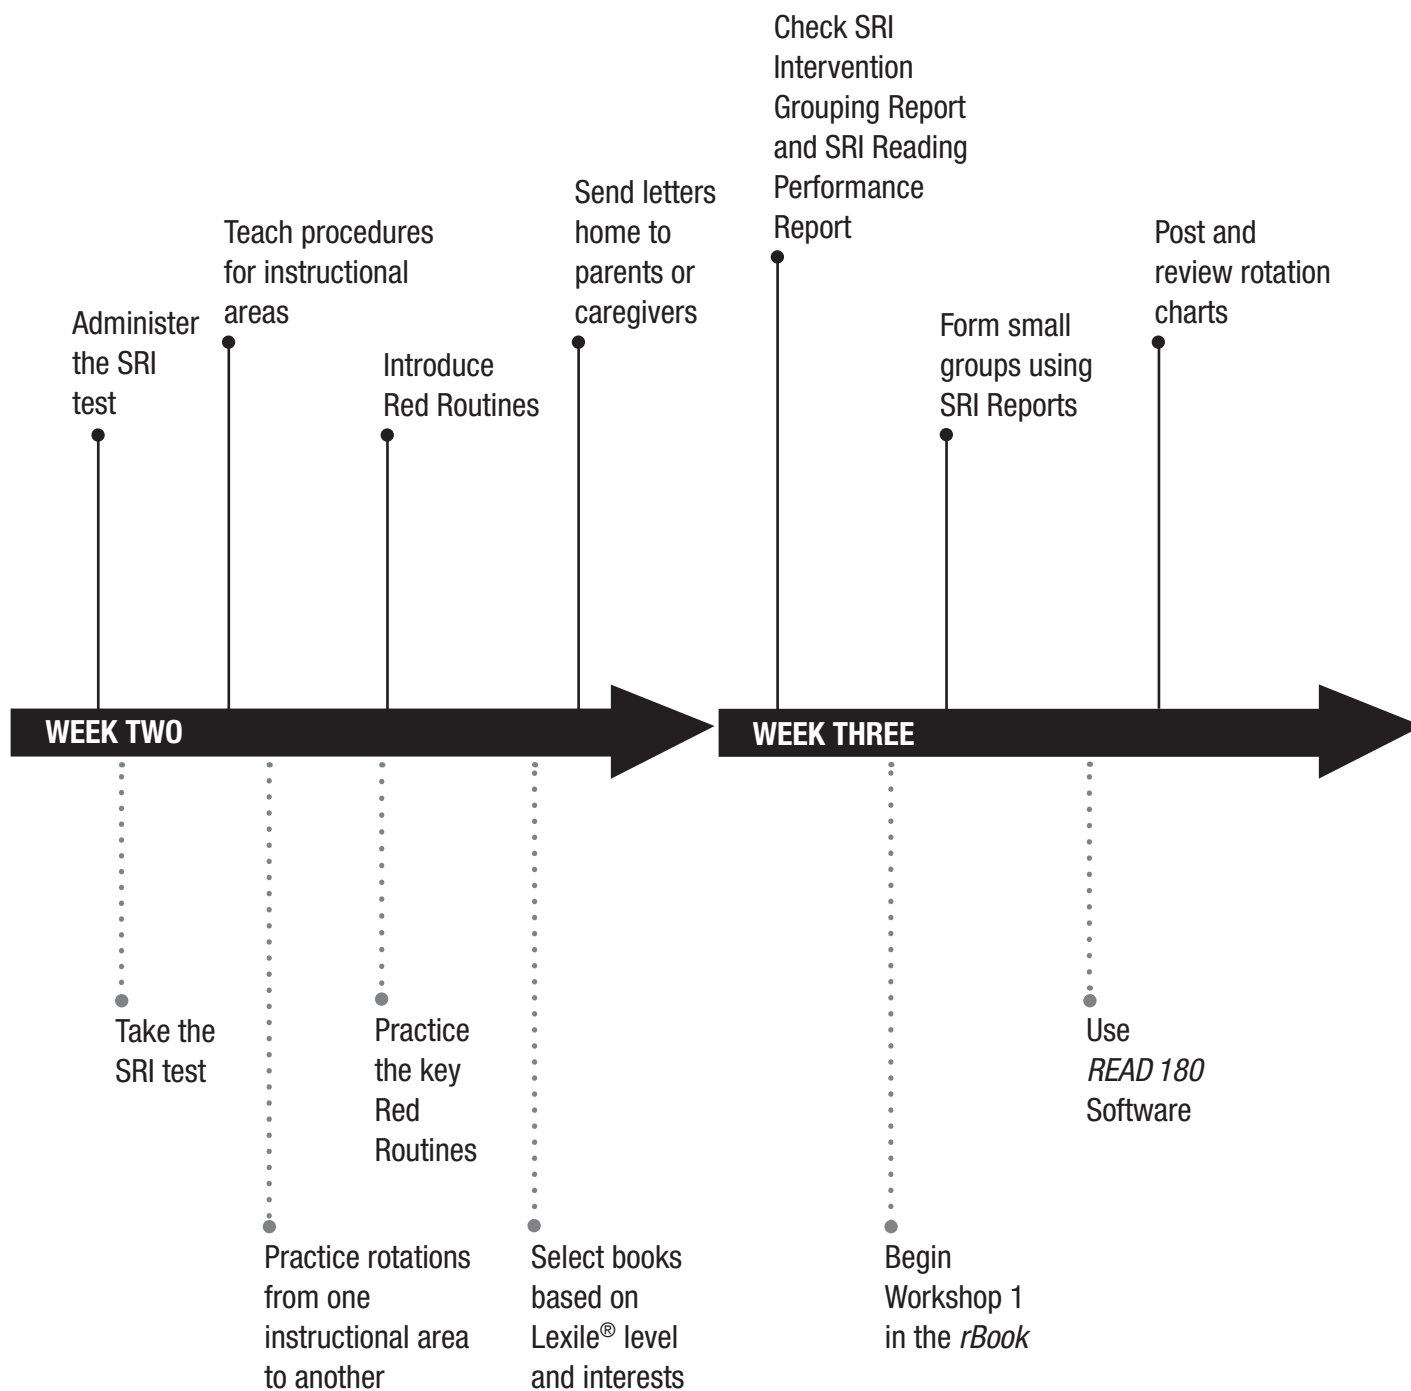 Administer
the SRI
test
Teach procedures
for instructional
areas
Introduce
Red Routines
Send letters
home to
parents or
caregivers
Check SRI
Intervention
Grouping Report
and SRI Reading
Performance
Report
Form small
groups using
SRI Reports
Post and
review rotation
charts
WEEK TWO
WEEK THREE
Take the
SRI test
Practice rotations
from one
instructional area
to another
Practice
the key
Red
Routines
Select books
based on
Lexile® level
and interests
Begin
Workshop 1
in the rBook
Use
READ 180
Software